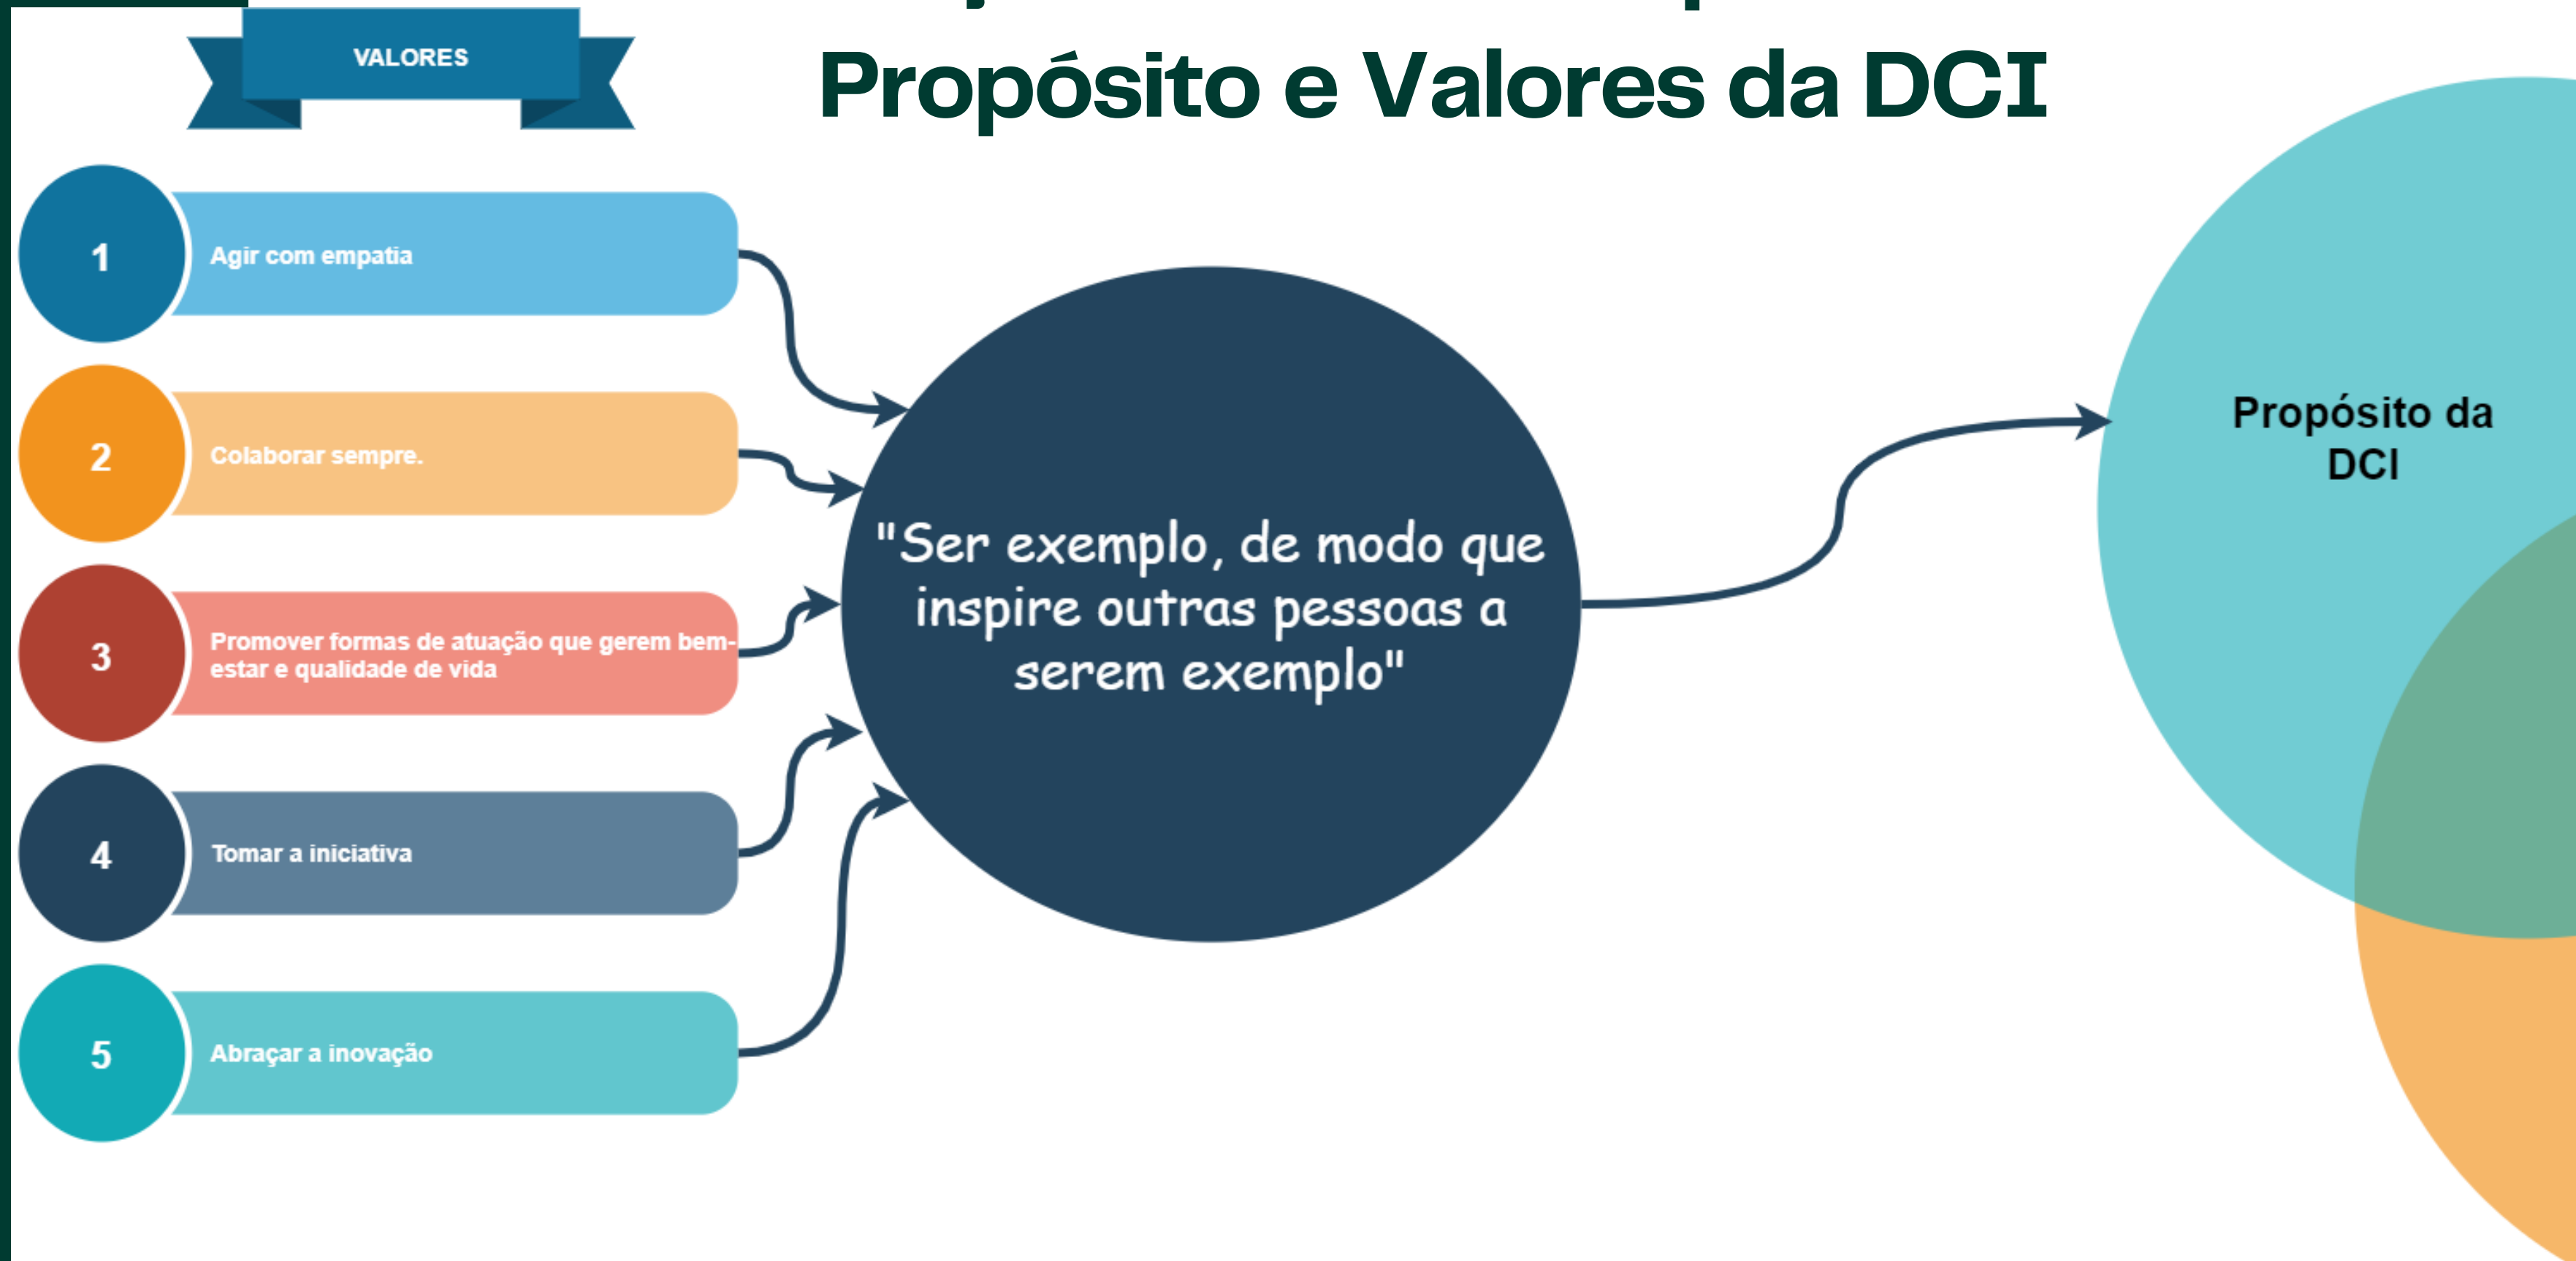 VALORES
Propósito e Valores da DCI
1
Agir com empatia
2
Colaborar sempre.
3
Promover formas de atuação que gerem bem-
estar e qualidade de vida
4
Tomar a iniciativa
5
Abraçar a inovação
"Ser exemplo, de modo que
inspire outras pessoas a
serem exemplo"
Propósito da
DCI